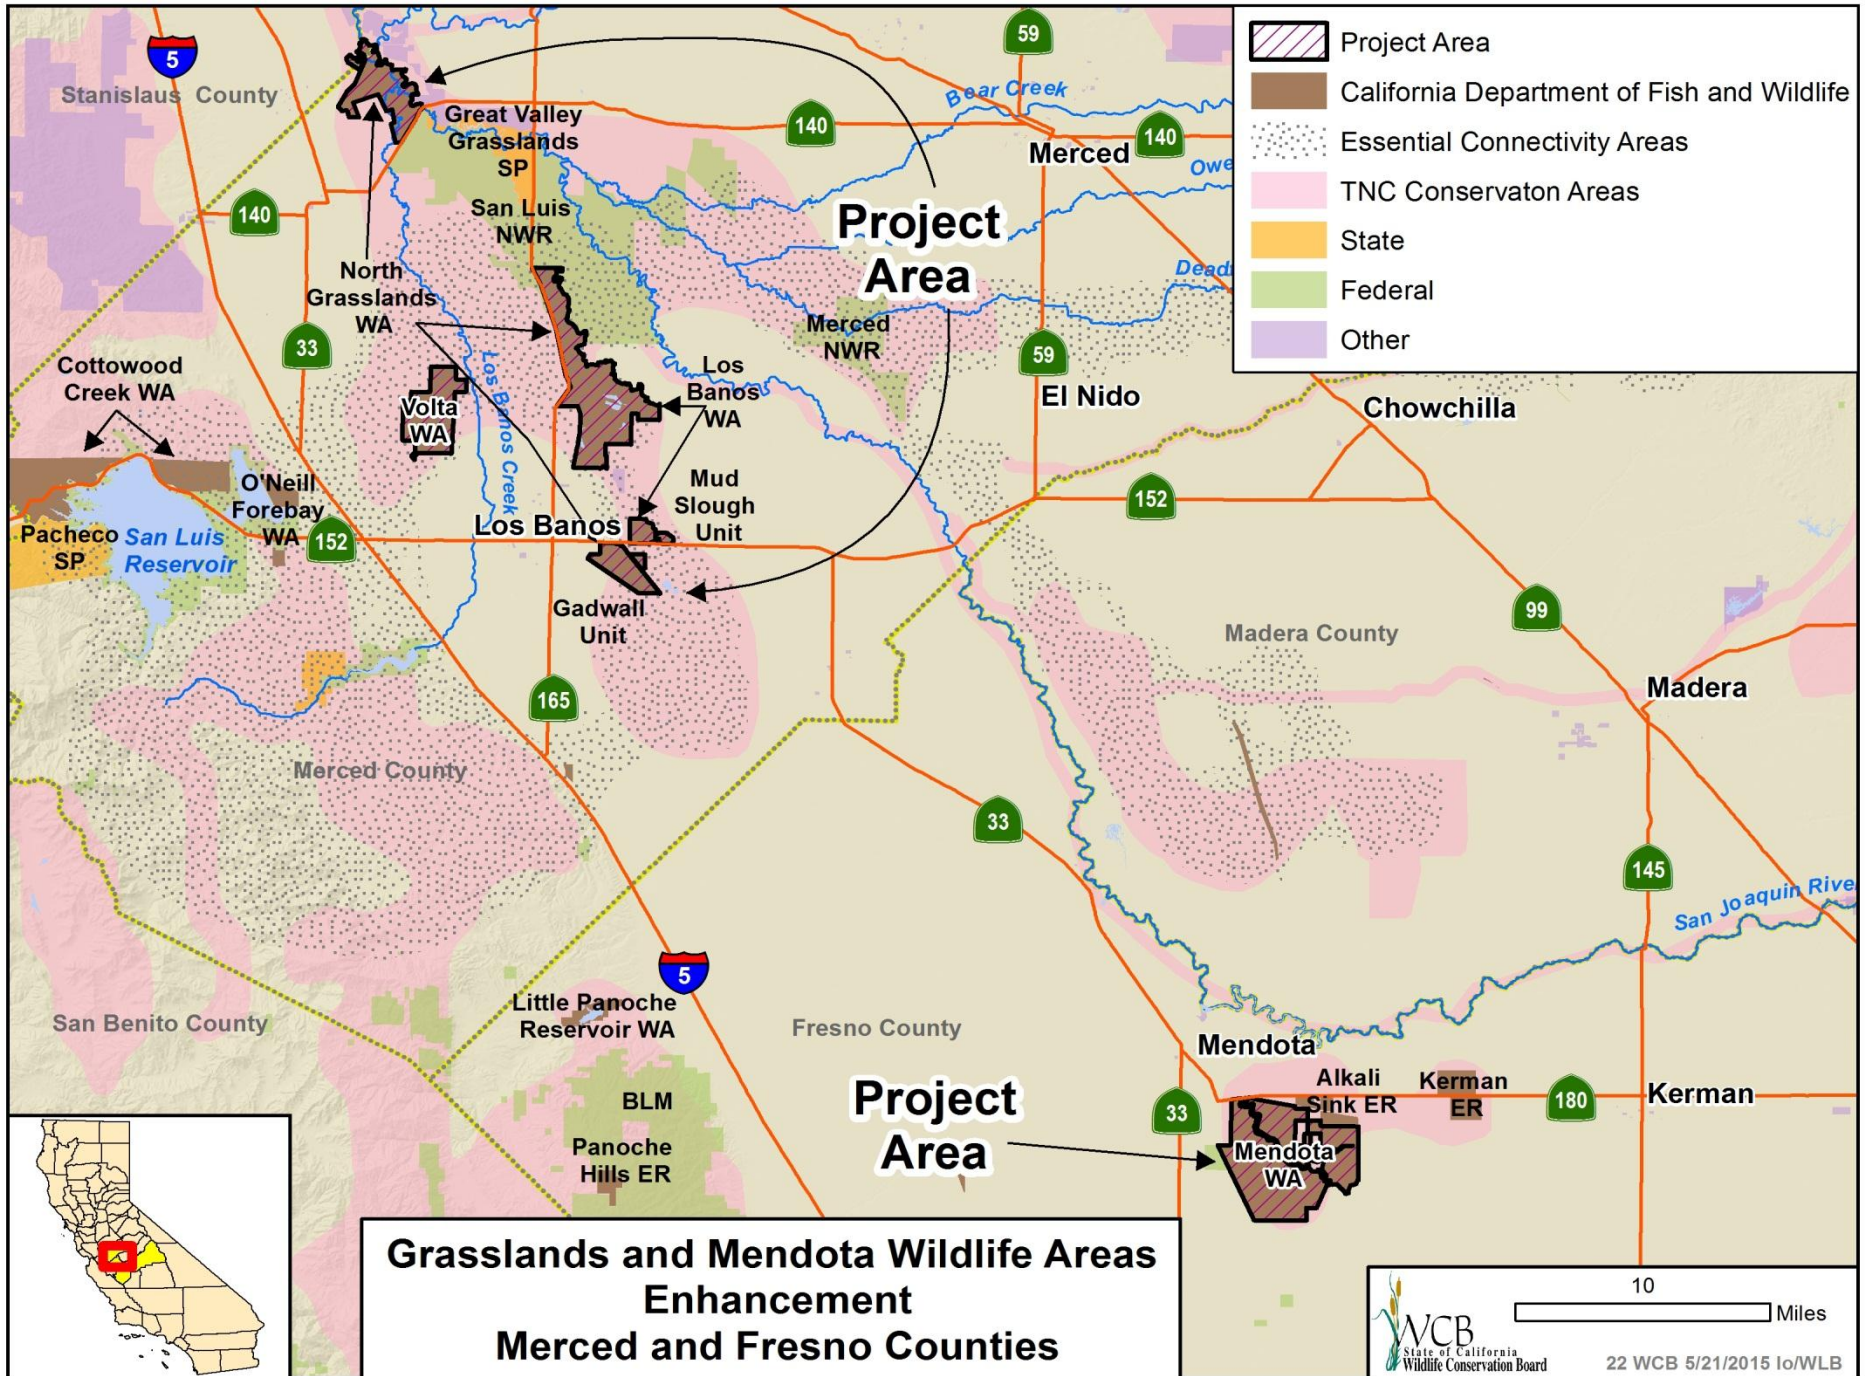 Project Area
California Department of Fish and Wildlife
Essential Connectivity Areas
TNC Conservaton Areas
State
Federal
Other
5
Stanislaus County
59
Bear Creek
140
Merced
140
Owe
Great Valley
Grasslands
SP
San Luis
NWR
140
Project
Area
North
Grasslands
WA
Dead
33
Merced
NWR
59
Cottowood
Creek WA
Los Banos Creek
Los
Banos
WA
El Nido
Chowchilla
Volta
WA
O'Neill
Forebay
WA
Mud
Slough
Unit
152
Pacheco
SP
San Luis
Reservoir
152
Los Banos
Gadwall
Unit
99
Madera County
165
Madera
Merced County
33
145
San Joaquin River
5
San Benito County
Little Panoche
Reservoir WA
Fresno County
Mendota
Project
Area
BLM
Panoche
Hills ER
33
Alkali
Sink ER
Kerman
ER
180
Kerman
Mendota
WA
Grasslands and Mendota Wildlife Areas
Enhancement
Merced and Fresno Counties
10
Miles
WCB
State of California
Wildlife Conservation Board
22 WCB 5/21/2015 lo/WLB